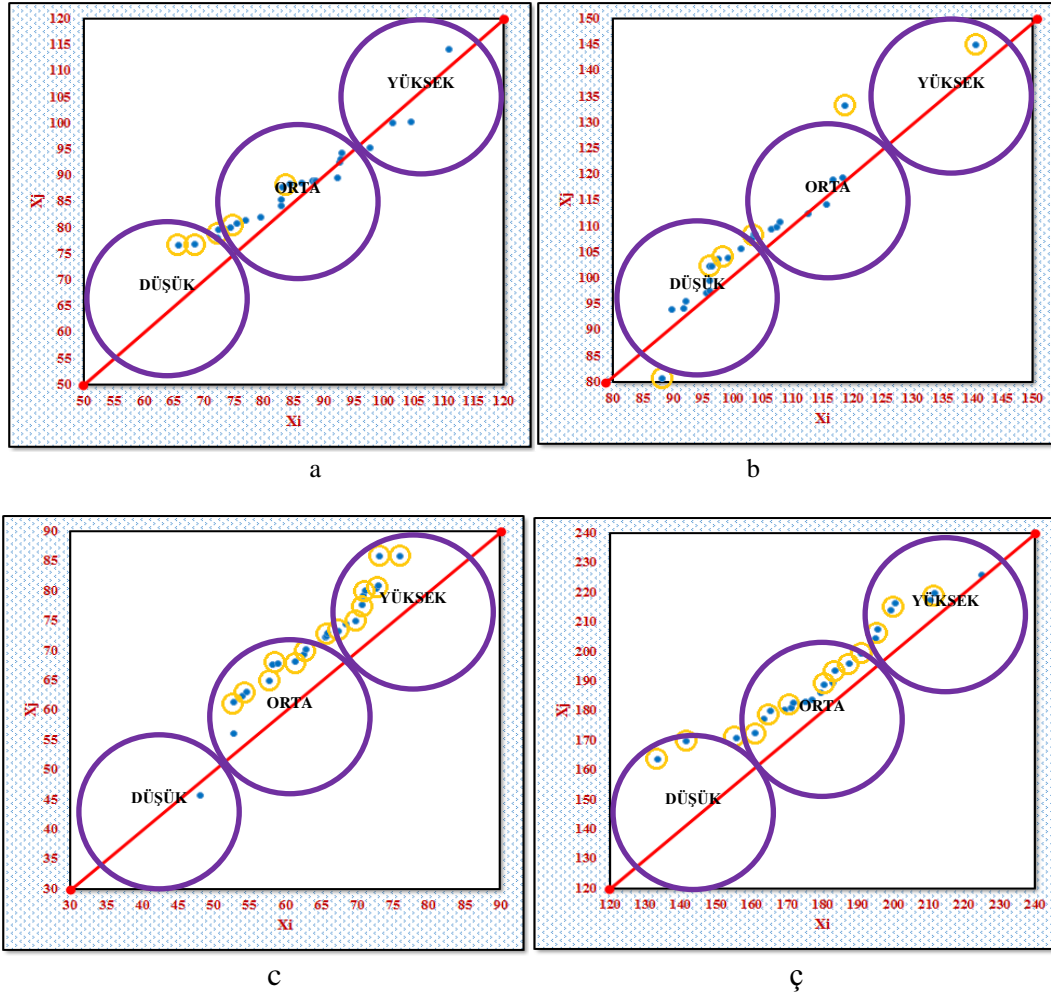 120
115
110
105
100
95
90
85
80
75
70
65
60
55
50
Xj
YÜKSEK
ORTA
DÜŞÜK
50 55 60 65 70 75 80 85 90 95 100 105 110 115 120
Xi
a
150
145
140
135
130
125
120
115
110
105
100
95
90
85
80
Xj
YÜKSEK
ORTA
DÜŞÜK
80 85 90 95 100 105 110 115 120 125 130 135 140 145 150
Xi
b
90
85
80
75
70
65
60
55
50
45
40
35
30
Xj
YÜKSEK
ORTA
DÜŞÜK
30 35 40 45 50 55 60 65 70 75 80 85 90
Xi
c
240
230
220
210
200
190
180
170
160
150
140
130
120
Xj
YÜKSEK
ORTA
DÜŞÜK
120 130 140 150 160 170 180 190 200 210 220 230 240
Xi
ç